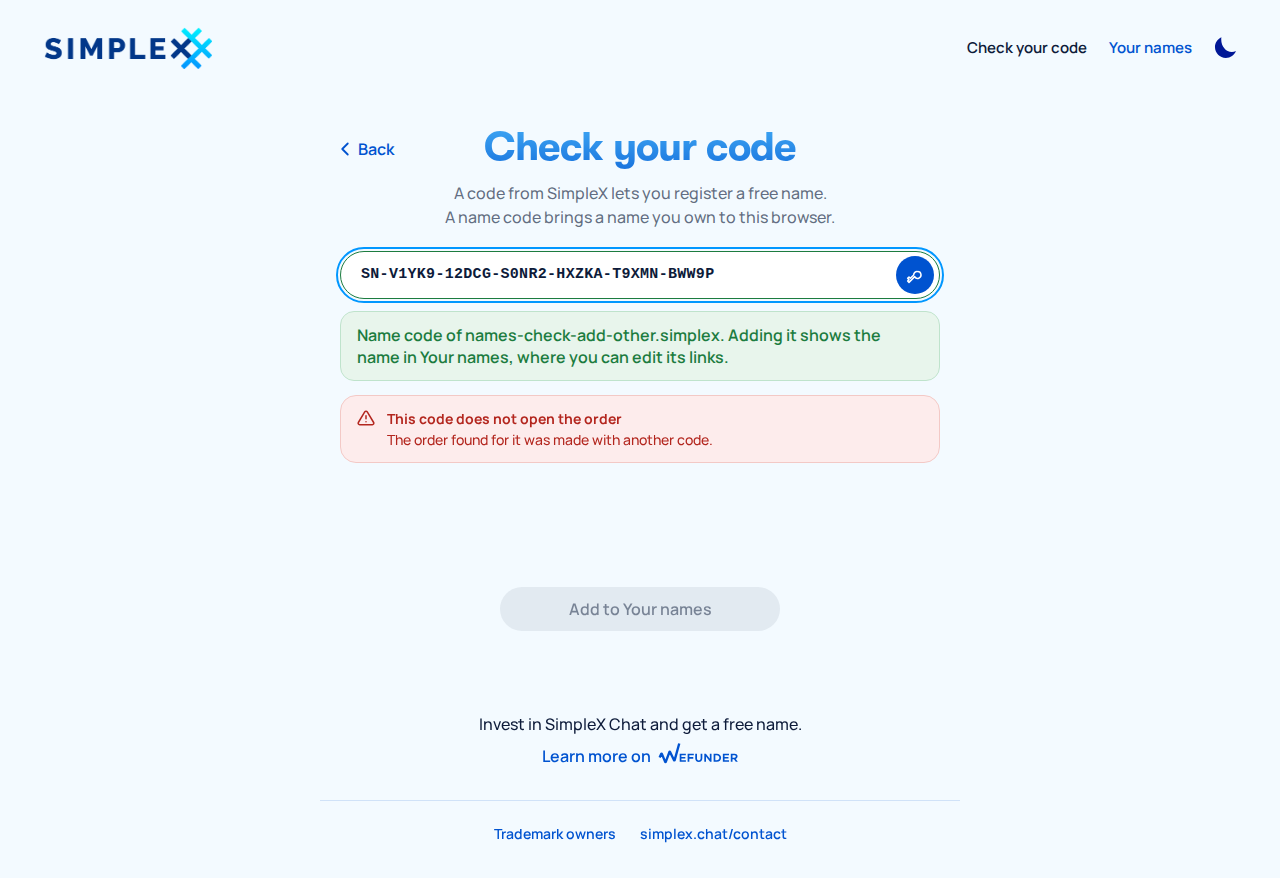 SIMPLEX
Check your code
Your names
Back
Check your code
A code from SimpleX lets you register a free name.
A name code brings a name you own to this browser.
SN-V1YK9-12DCG-S0NR2-HXZKA-T9XMN-BWW9P
Name code of names-check-add-other.simplex. Adding it shows the
name in Your names, where you can edit its links.
This code does not open the order
The order found for it was made with another code.
Add to Your names
Invest in SimpleX Chat and get a free name.
Learn more on WEFUNDER
Trademark owners
simplex.chat/contact